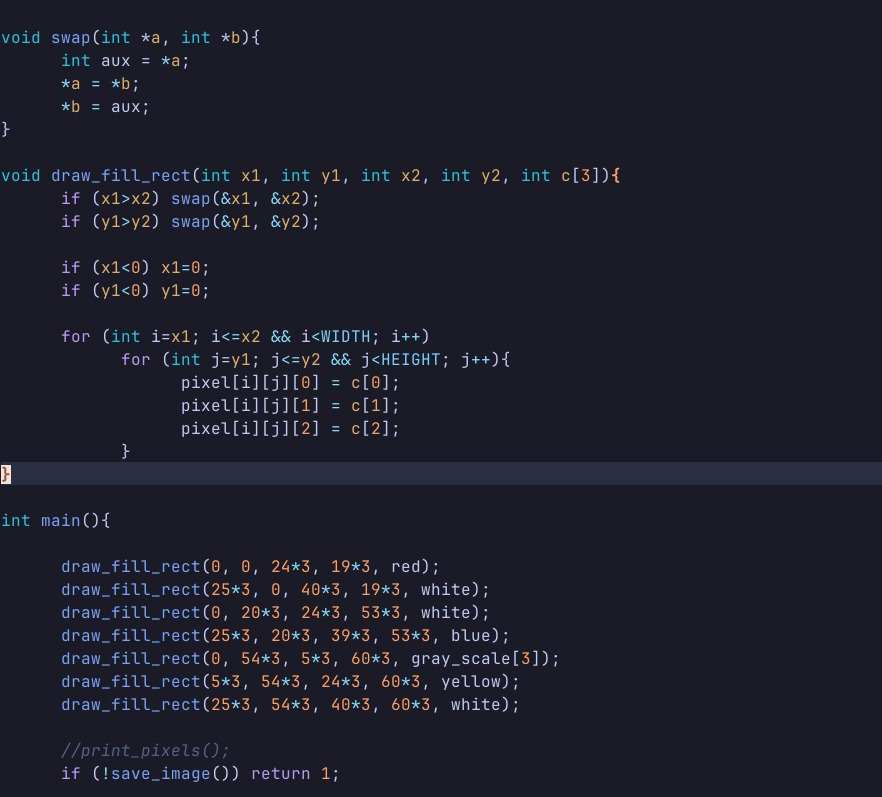 void swap(int *a, int *b){
int aux = *a;
*a = *b;
*b = aux;
}
void draw_fill_rect(int x1, int y1, int x2, int y2, int c[3]){
if (x1>x2) swap(&x1, &x2);
if (y1>y2) swap(&y1, &y2);
if (x1<0) x1=0;
if (y1<0) y1=0;
for (int i=x1; i<=x2 && i<WIDTH; i++)
for (int j=y1; j<=y2 && j<HEIGHT; j++){
pixel[i][j][0] = c[0];
pixel[i][j][1] = c[1];
pixel[i][j][2] = c[2];
}
}
int main(){
draw_fill_rect(0, 0, 24*3, 19*3, red);
draw_fill_rect(25*3, 0, 40*3, 19*3, white);
draw_fill_rect(0, 20*3, 24*3, 53*3, white);
draw_fill_rect(25*3, 20*3, 39*3, 53*3, blue);
draw_fill_rect(0, 54*3, 5*3, 60*3, gray_scale[3]);
draw_fill_rect(5*3, 54*3, 24*3, 60*3, yellow);
draw_fill_rect(25*3, 54*3, 40*3, 60*3, white);
//print_pixels();
if (!save_image()) return 1;